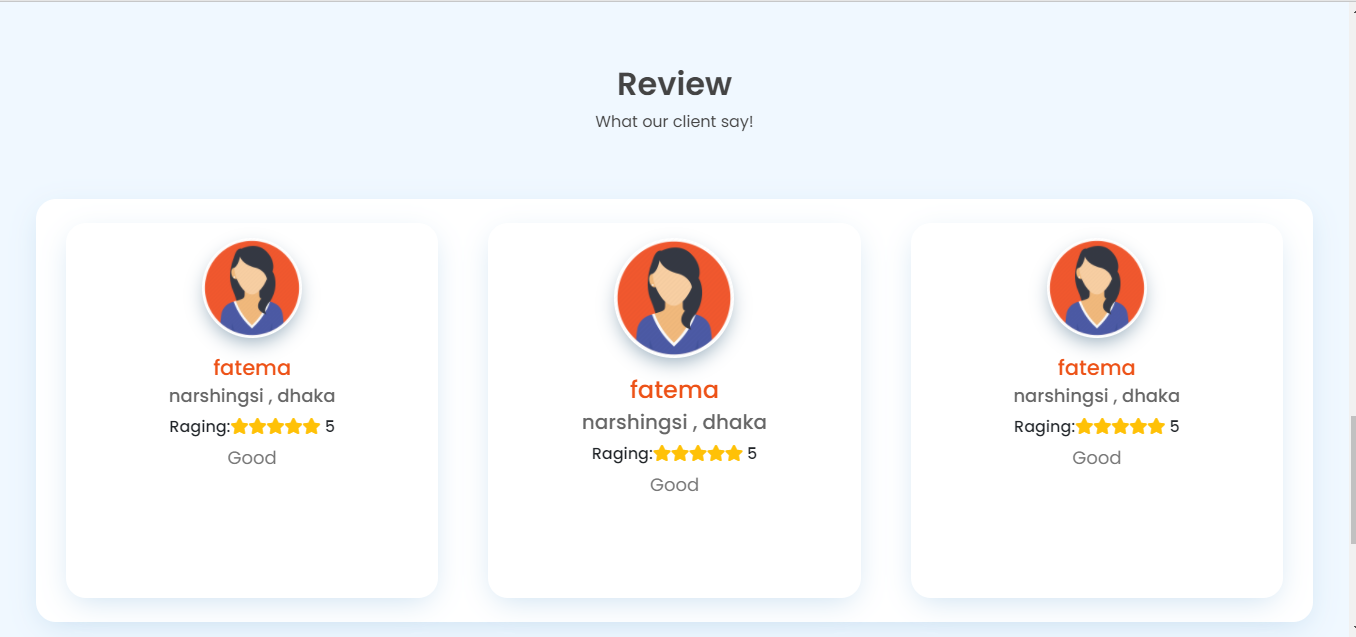 Review
What our client say!
fatema
narshingsi , dhaka
Raging: 5
Good
fatema
narshingsi , dhaka
Raging: 5
Good
fatema
narshingsi , dhaka
Raging: 5
Good